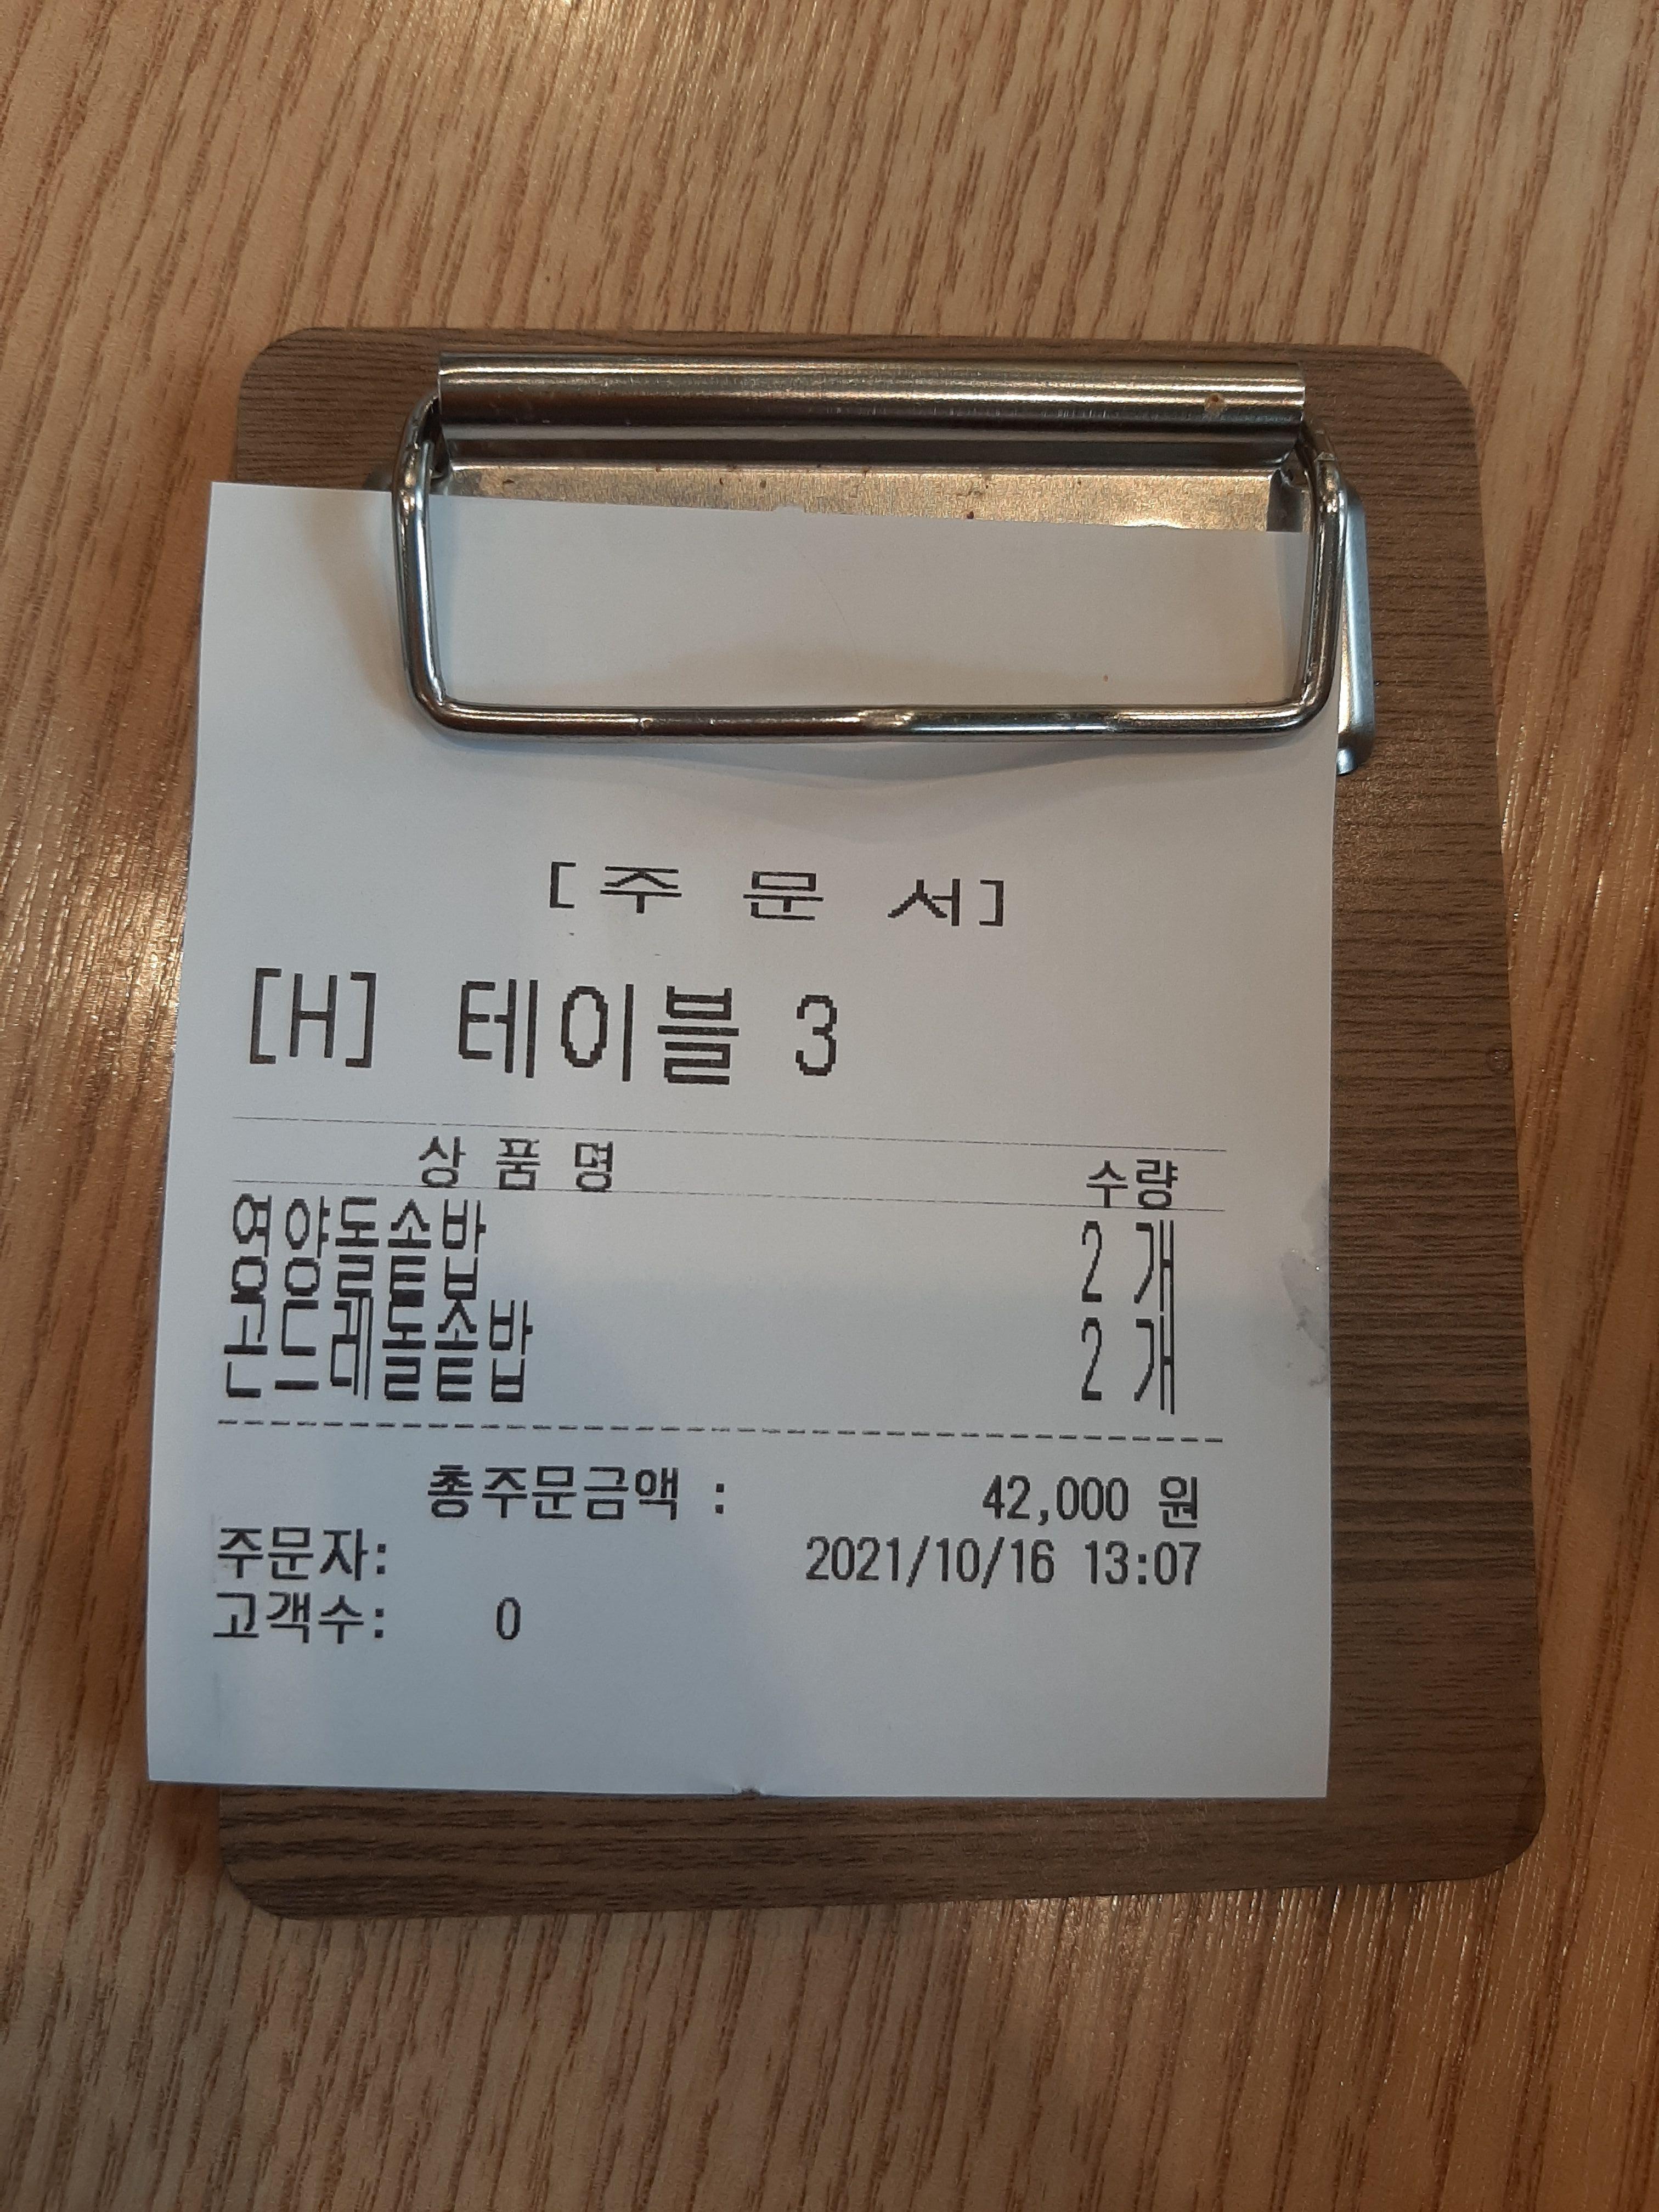 [주 문 서]
[H] 테이블 3
상 품 명 수량
영양돌솥밥 2 개
곤드레돌솥밥 2 개
총주문금액 : 42,000 원
주문자: 2021/10/16 13:07
고객수: 0